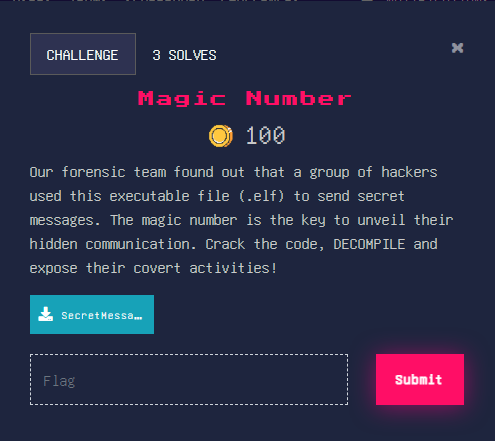 CHALLENGE 3 SOLVES
Magic Number
100
Our forensic team found out that a group of hackers
used this executable file (.elf) to send secret
messages. The magic number is the key to unveil their
hidden communication. Crack the code, DECOMPILE and
expose their covert activities!
SecretMessa…
Flag
Submit